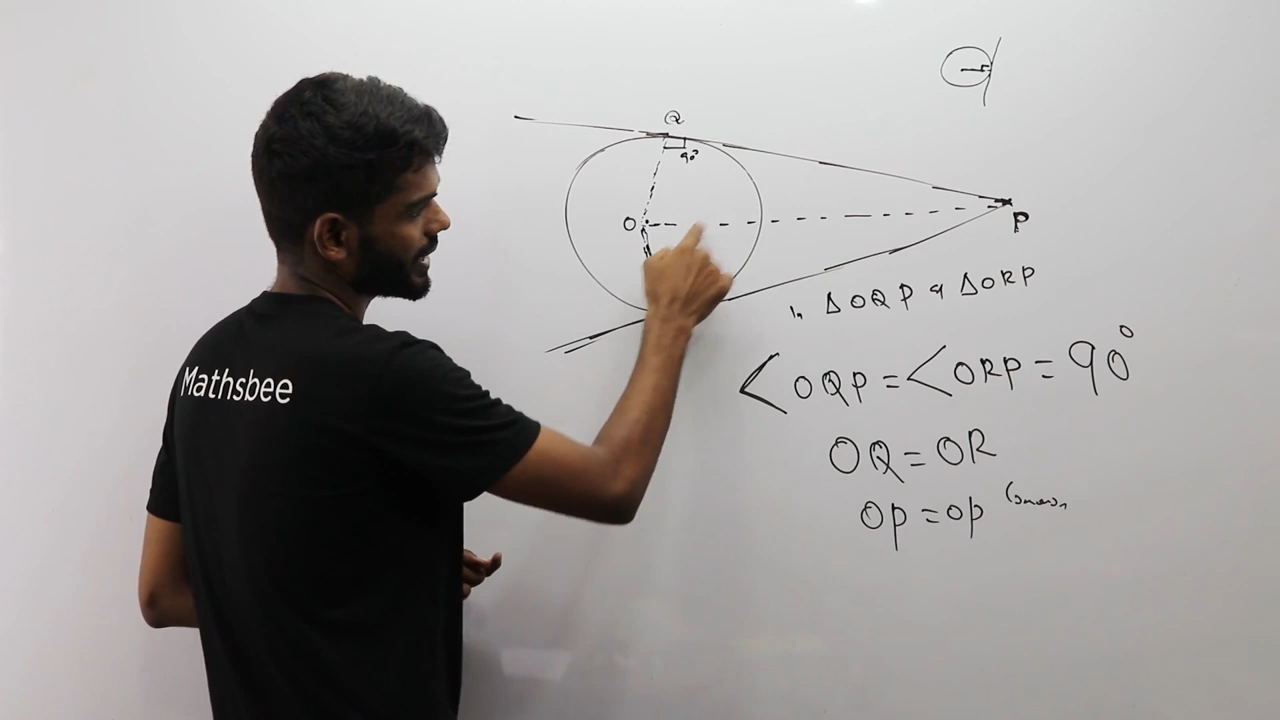 Q
90°
O
P
In ΔOQP & ΔORP
<OQP = <ORP = 90°
OQ = OR
OP = OP
Mathsbee